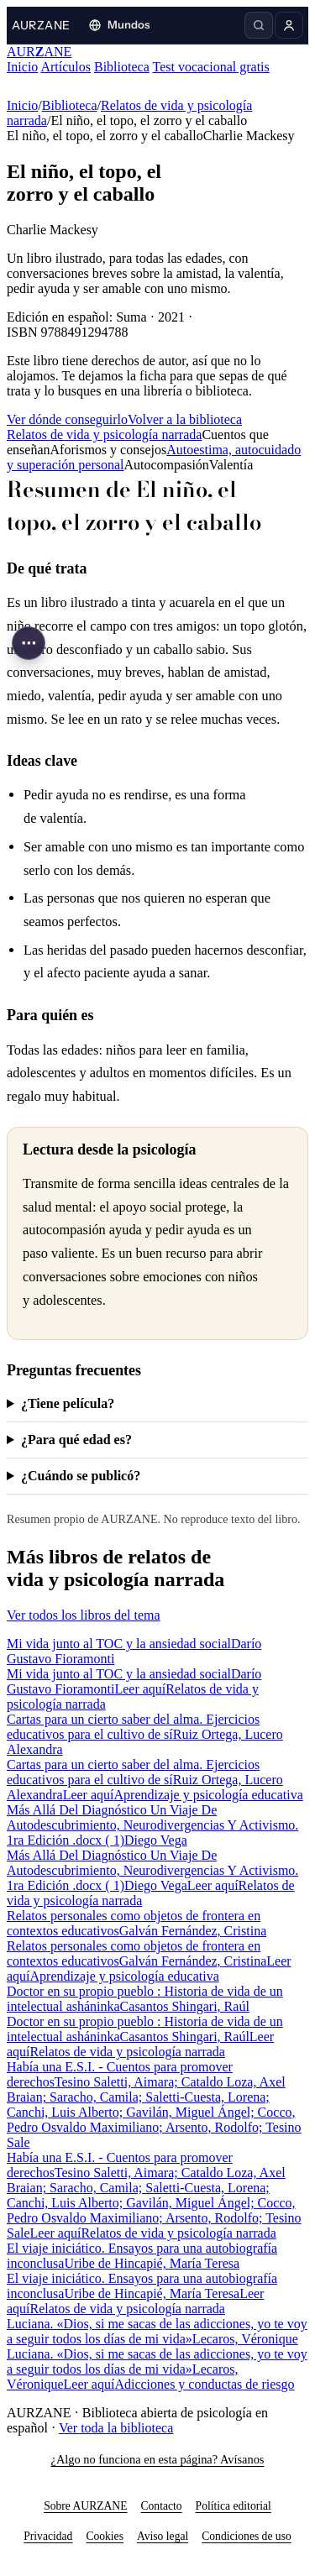 AURZANE Mundos
AURZANE
Inicio Artículos Biblioteca Test vocacional gratis
Inicio/Biblioteca/Relatos de vida y psicología
narrada/El niño, el topo, el zorro y el caballo
El niño, el topo, el zorro y el caballoCharlie Mackesy
El niño, el topo, el
zorro y el caballo
Charlie Mackesy
Un libro ilustrado, para todas las edades, con
conversaciones breves sobre la amistad, la valentía,
pedir ayuda y ser amable con uno mismo.
Edición en español: Suma · 2021 ·
ISBN 9788491294788
Este libro tiene derechos de autor, así que no lo
alojamos. Te dejamos la ficha para que sepas de qué
trata y lo busques en una librería o biblioteca.
Ver dónde conseguirloVolver a la biblioteca
Relatos de vida y psicología narradaCuentos que
enseñanAforismos y consejosAutoestima, autocuidado
y superación personalAutocompasiónValentía
Resumen de El niño, el
topo, el zorro y el caballo
De qué trata
Es un libro ilustrado a tinta y acuarela en el que un
niño recorre el campo con tres amigos: un topo glotón,
un zorro desconfiado y un caballo sabio. Sus
conversaciones, muy breves, hablan de amistad,
miedo, valentía, pedir ayuda y ser amable con uno
mismo. Se lee en un rato y se relee muchas veces.
Ideas clave
Pedir ayuda no es rendirse, es una forma
de valentía.
Ser amable con uno mismo es tan importante como
serlo con los demás.
Las personas que nos quieren no esperan que
seamos perfectos.
Las heridas del pasado pueden hacernos desconfiar,
y el afecto paciente ayuda a sanar.
Para quién es
Todas las edades: niños para leer en familia,
adolescentes y adultos en momentos difíciles. Es un
regalo muy habitual.
Lectura desde la psicología
Transmite de forma sencilla ideas centrales de la
salud mental: el apoyo social protege, la
autocompasión ayuda y pedir ayuda es un
paso valiente. Es un buen recurso para abrir
conversaciones sobre emociones con niños
y adolescentes.
Preguntas frecuentes
¿Tiene película?
¿Para qué edad es?
¿Cuándo se publicó?
Resumen propio de AURZANE. No reproduce texto del libro.
Más libros de relatos de
vida y psicología narrada
Ver todos los libros del tema
Mi vida junto al TOC y la ansiedad socialDarío
Gustavo Fioramonti
Mi vida junto al TOC y la ansiedad socialDarío
Gustavo FioramontiLeer aquíRelatos de vida y
psicología narrada
Cartas para un cierto saber del alma. Ejercicios
educativos para el cultivo de síRuiz Ortega, Lucero
Alexandra
Cartas para un cierto saber del alma. Ejercicios
educativos para el cultivo de síRuiz Ortega, Lucero
AlexandraLeer aquíAprendizaje y psicología educativa
Más Allá Del Diagnóstico Un Viaje De
Autodescubrimiento, Neurodivergencias Y Activismo.
1ra Edición .docx ( 1)Diego Vega
Más Allá Del Diagnóstico Un Viaje De
Autodescubrimiento, Neurodivergencias Y Activismo.
1ra Edición .docx ( 1)Diego VegaLeer aquíRelatos de
vida y psicología narrada
Relatos personales como objetos de frontera en
contextos educativosGalván Fernández, Cristina
Relatos personales como objetos de frontera en
contextos educativosGalván Fernández, CristinaLeer
aquíAprendizaje y psicología educativa
Doctor en su propio pueblo : Historia de vida de un
intelectual asháninkaCasantos Shingari, Raúl
Doctor en su propio pueblo : Historia de vida de un
intelectual asháninkaCasantos Shingari, RaúlLeer
aquíRelatos de vida y psicología narrada
Había una E.S.I. - Cuentos para promover
derechosTesino Saletti, Aimara; Cataldo Loza, Axel
Braian; Saracho, Camila; Saletti-Cuesta, Lorena;
Canchi, Luis Alberto; Gavilán, Miguel Ángel; Cocco,
Pedro Osvaldo Maximiliano; Arsento, Rodolfo; Tesino
Sale
Había una E.S.I. - Cuentos para promover
derechosTesino Saletti, Aimara; Cataldo Loza, Axel
Braian; Saracho, Camila; Saletti-Cuesta, Lorena;
Canchi, Luis Alberto; Gavilán, Miguel Ángel; Cocco,
Pedro Osvaldo Maximiliano; Arsento, Rodolfo; Tesino
SaleLeer aquíRelatos de vida y psicología narrada
El viaje iniciático. Ensayos para una autobiografía
inconclusaUribe de Hincapié, María Teresa
El viaje iniciático. Ensayos para una autobiografía
inconclusaUribe de Hincapié, María TeresaLeer
aquíRelatos de vida y psicología narrada
Luciana. «Dios, si me sacas de las adicciones, yo te voy
a seguir todos los días de mi vida»Lecaros, Véronique
Luciana. «Dios, si me sacas de las adicciones, yo te voy
a seguir todos los días de mi vida»Lecaros,
VéroniqueLeer aquíAdicciones y conductas de riesgo
AURZANE · Biblioteca abierta de psicología en
español · Ver toda la biblioteca
¿Algo no funciona en esta página? Avísanos
Sobre AURZANE Contacto Política editorial
Privacidad Cookies Aviso legal Condiciones de uso